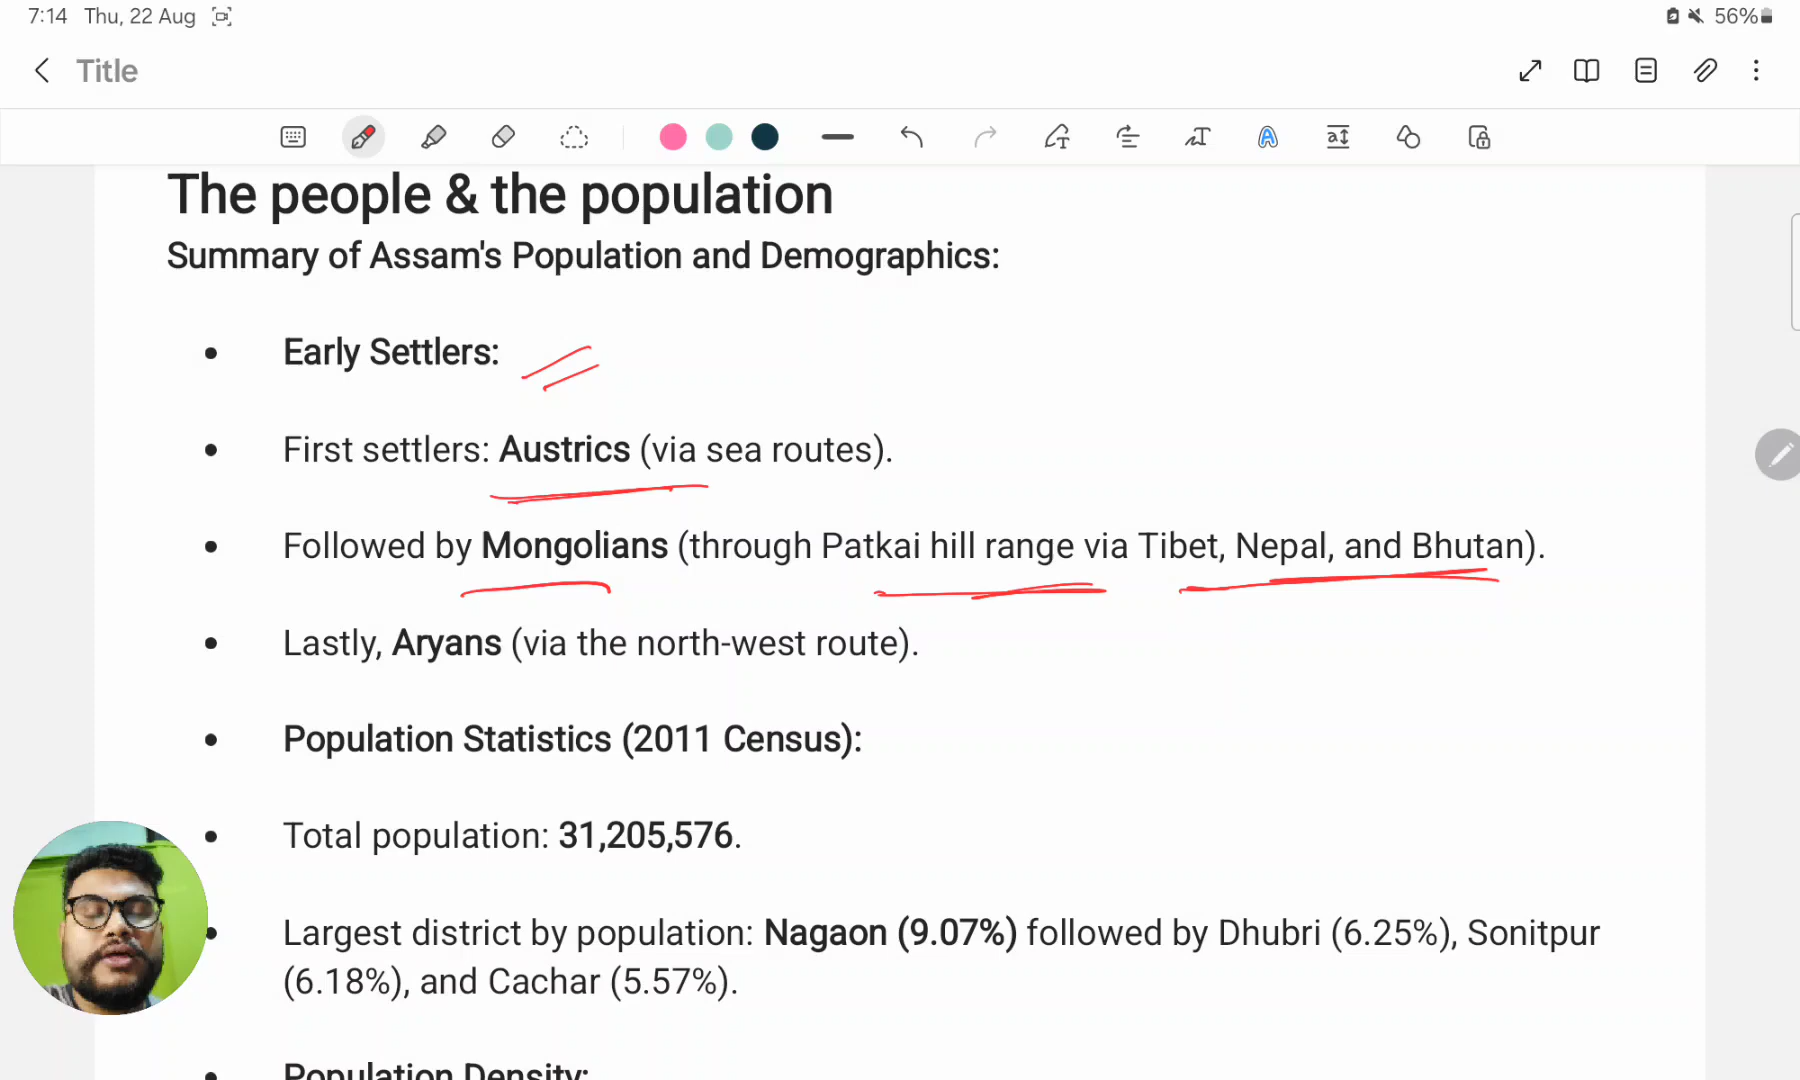 7:14 Thu, 22 Aug
56%
Title
The people & the population
Summary of Assam's Population and Demographics:
• Early Settlers:
• First settlers: Austrics (via sea routes).
• Followed by Mongolians (through Patkai hill range via Tibet, Nepal, and Bhutan).
• Lastly, Aryans (via the north-west route).
• Population Statistics (2011 Census):
• Total population: 31,205,576.
• Largest district by population: Nagaon (9.07%) followed by Dhubri (6.25%), Sonitpur
(6.18%), and Cachar (5.57%).
• Population Density: